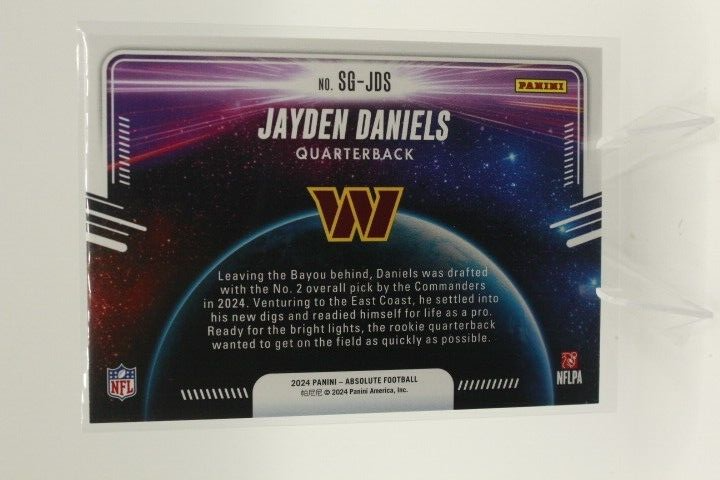 NO. SG-JDS
PANINI
JAYDEN DANIELS
QUARTERBACK
W
Leaving the Bayou behind, Daniels was drafted
with the No. 2 overall pick by the Commanders
in 2024. Venturing to the East Coast, he settled into
his new digs and readied himself for life as a pro.
Ready for the bright lights, the rookie quarterback
wanted to get on the field as quickly as possible.
NFL
NFLPA
2024 PANINI – ABSOLUTE FOOTBALL
帕尼尼 © 2024 Panini America, Inc.